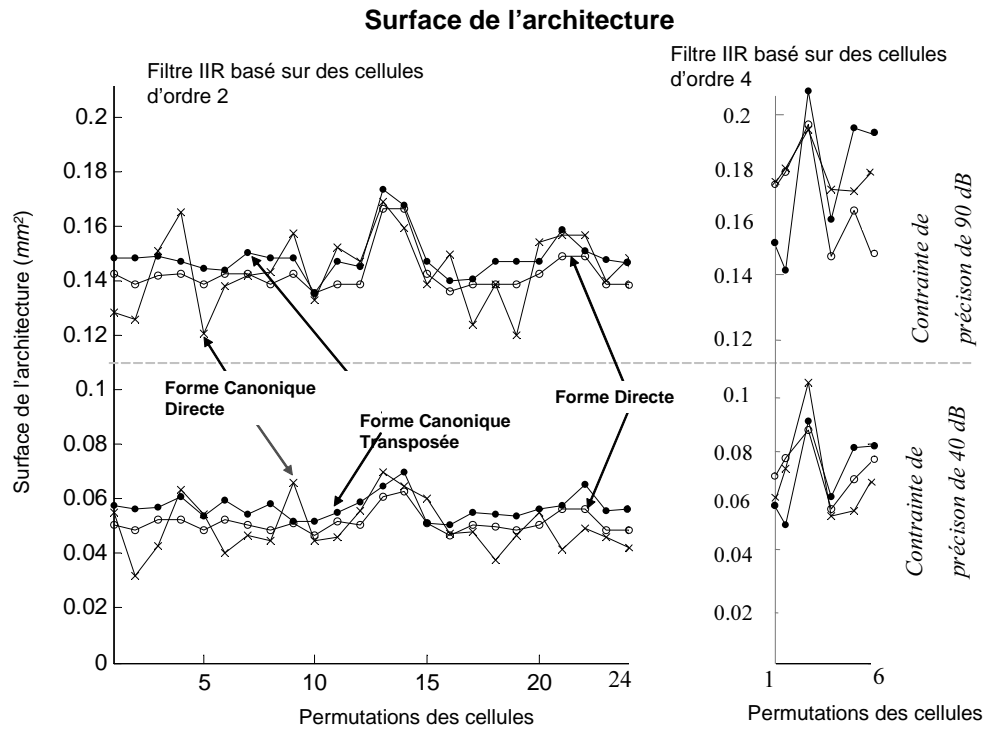 Surface de l'architecture
Filtre IIR basé sur des cellules
d'ordre 2
Filtre IIR basé sur des cellules
d'ordre 4
Surface de l'architecture (mm²)
0.2
0.18
0.16
0.14
0.12
0.1
0.08
0.06
0.04
0.02
0
5
10
15
20
24
Permutations des cellules
Forme Canonique
Directe
Forme Canonique
Transposée
Forme Directe
0.2
0.18
0.16
0.14
0.12
0.1
0.08
0.06
0.04
0.02
1
6
Permutations des cellules
Contrainte de
précison de 90 dB
Contrainte de
précison de 40 dB